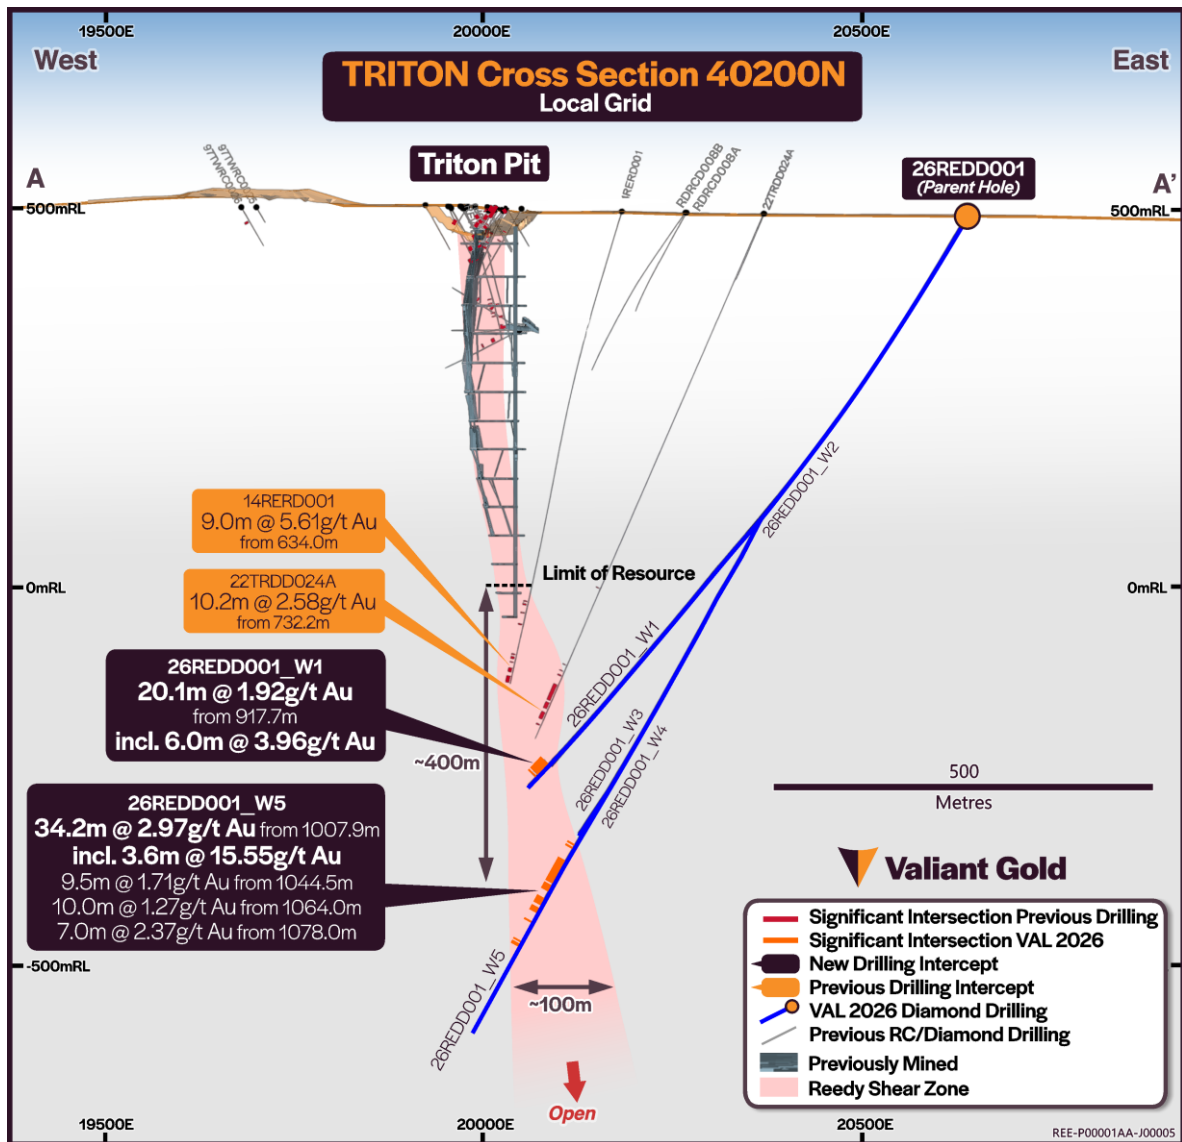 19500E
20000E
20500E
West
East
TRITON Cross Section 40200N
Local Grid
Triton Pit
26REDD001
(Parent Hole)
A
A'
500mRL
500mRL
RDRCD008B
RDRCD008A
22TRDD024A
26REDD001_W2
14RERD001
9.0m @ 5.61g/t Au
from 634.0m
Limit of Resource
0mRL
0mRL
22TRDD024A
10.2m @ 2.58g/t Au
from 732.2m
26REDD001_W1
26REDD001_W1
20.1m @ 1.92g/t Au
from 917.7m
incl. 6.0m @ 3.96g/t Au
~400m
26REDD001_W3
26REDD001_W4
500
Metres
26REDD001_W5
34.2m @ 2.97g/t Au from 1007.9m
incl. 3.6m @ 15.55g/t Au
9.5m @ 1.71g/t Au from 1044.5m
10.0m @ 1.27g/t Au from 1064.0m
7.0m @ 2.37g/t Au from 1078.0m
Valiant Gold
-500mRL
26REDD001_W5
~100m
Open
Significant Intersection Previous Drilling
Significant Intersection VAL 2026
New Drilling Intercept
Previous Drilling Intercept
VAL 2026 Diamond Drilling
Previous RC/Diamond Drilling
Previously Mined
Reedy Shear Zone
19500E
20000E
20500E
REE-P00001AA-J00005